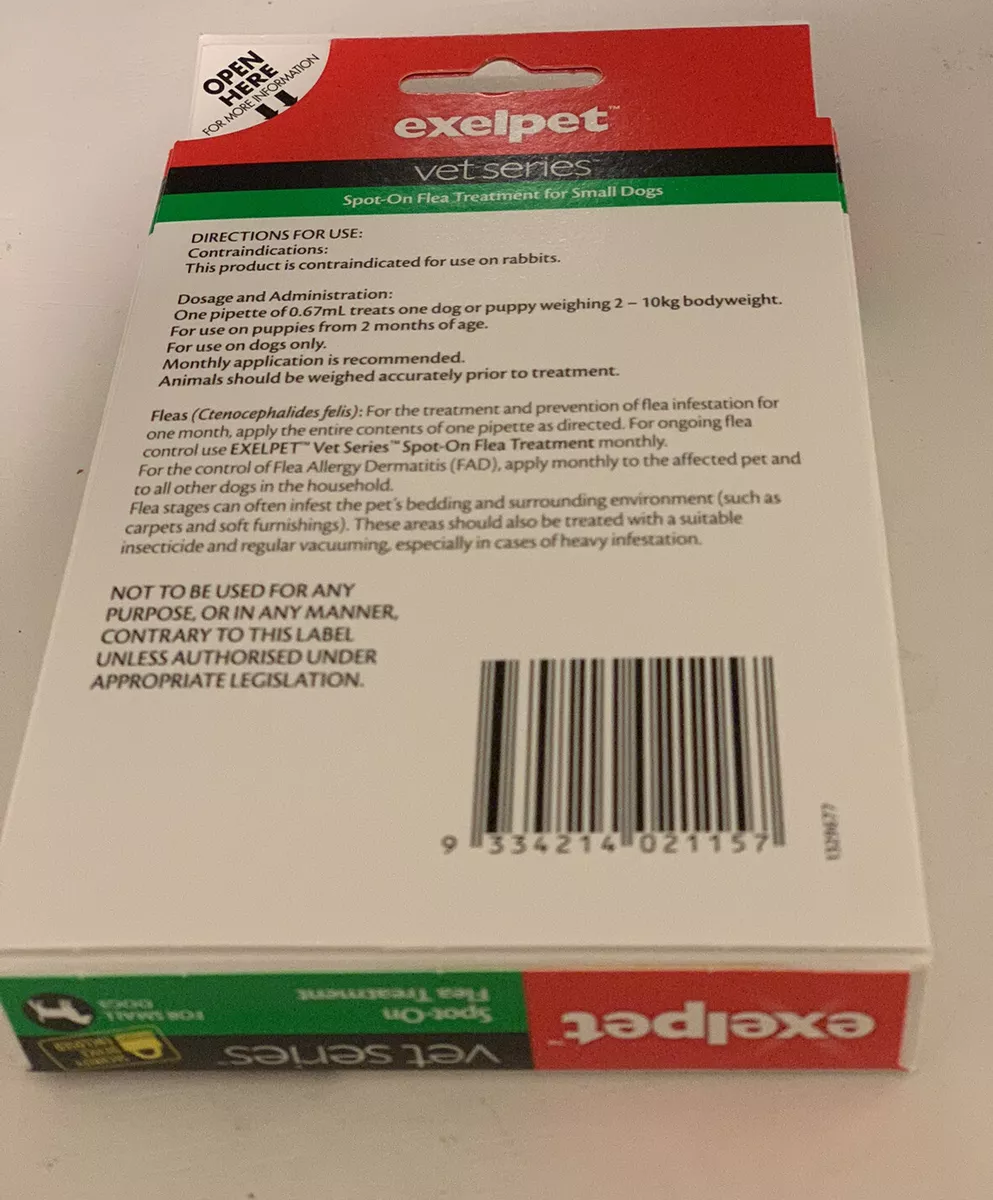 OPEN
HERE
FOR MORE INFORMATION
exelpet™
vet series™
Spot-On Flea Treatment for Small Dogs
DIRECTIONS FOR USE:
Contraindications:
This product is contraindicated for use on rabbits.
Dosage and Administration:
One pipette of 0.67mL treats one dog or puppy weighing 2 – 10kg bodyweight.
For use on puppies from 2 months of age.
For use on dogs only.
Monthly application is recommended.
Animals should be weighed accurately prior to treatment.
Fleas (Ctenocephalides felis): For the treatment and prevention of flea infestation for
one month, apply the entire contents of one pipette as directed. For ongoing flea
control use EXELPET™ Vet Series™ Spot-On Flea Treatment monthly.
For the control of Flea Allergy Dermatitis (FAD), apply monthly to the affected pet and
to all other dogs in the household.
Flea stages can often infest the pet's bedding and surrounding environment (such as
carpets and soft furnishings). These areas should also be treated with a suitable
insecticide and regular vacuuming, especially in cases of heavy infestation.
NOT TO BE USED FOR ANY
PURPOSE, OR IN ANY MANNER,
CONTRARY TO THIS LABEL
UNLESS AUTHORISED UNDER
APPROPRIATE LEGISLATION.
9 334214 021157
1329677
exelpet™
vet series™
Spot-On
Flea Treatment
FOR SMALL
DOGS